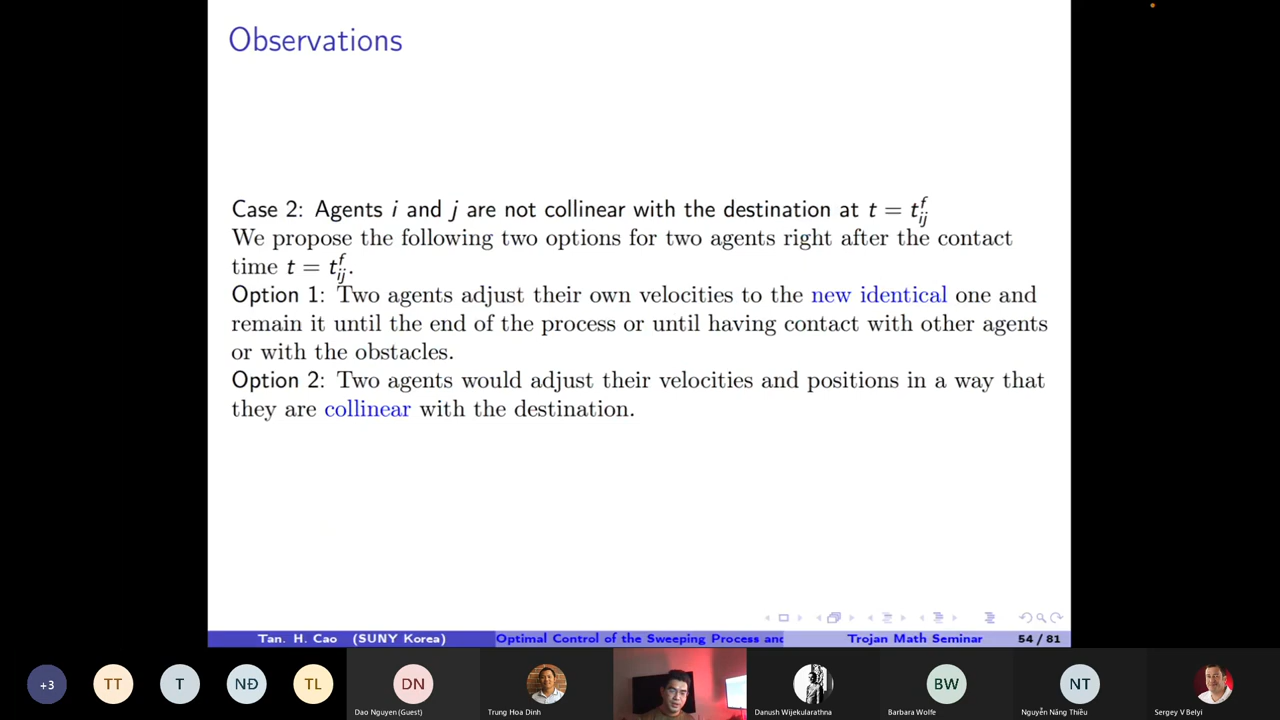 Observations
Case 2: Agents i and j are not collinear with the destination at t = t_{ij}^f
We propose the following two options for two agents right after the contact
time t = t_{ij}^f.
Option 1: Two agents adjust their own velocities to the new identical one and
remain it until the end of the process or until having contact with other agents
or with the obstacles.
Option 2: Two agents would adjust their velocities and positions in a way that
they are collinear with the destination.
Tan. H. Cao (SUNY Korea) Optimal Control of the Sweeping Process and Trojan Math Seminar 54 / 81
+3 TT T NĐ TL DN BW NT
Dao Nguyen (Guest) Trung Hoa Dinh Danush Wijekularathna Barbara Wolfe Nguyễn Năng Thiều Sergey V Belyi